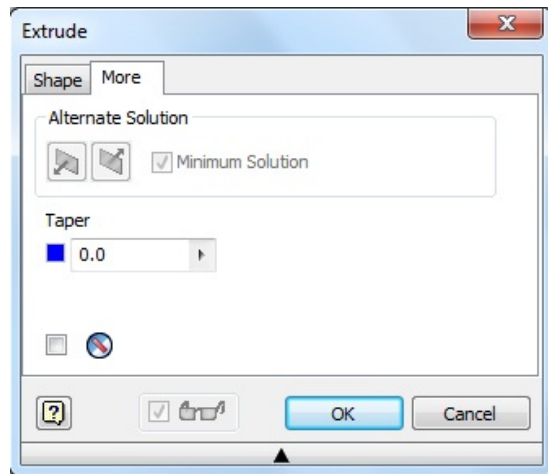 Extrude
Shape More
Alternate Solution
Minimum Solution
Taper
0.0
OK Cancel